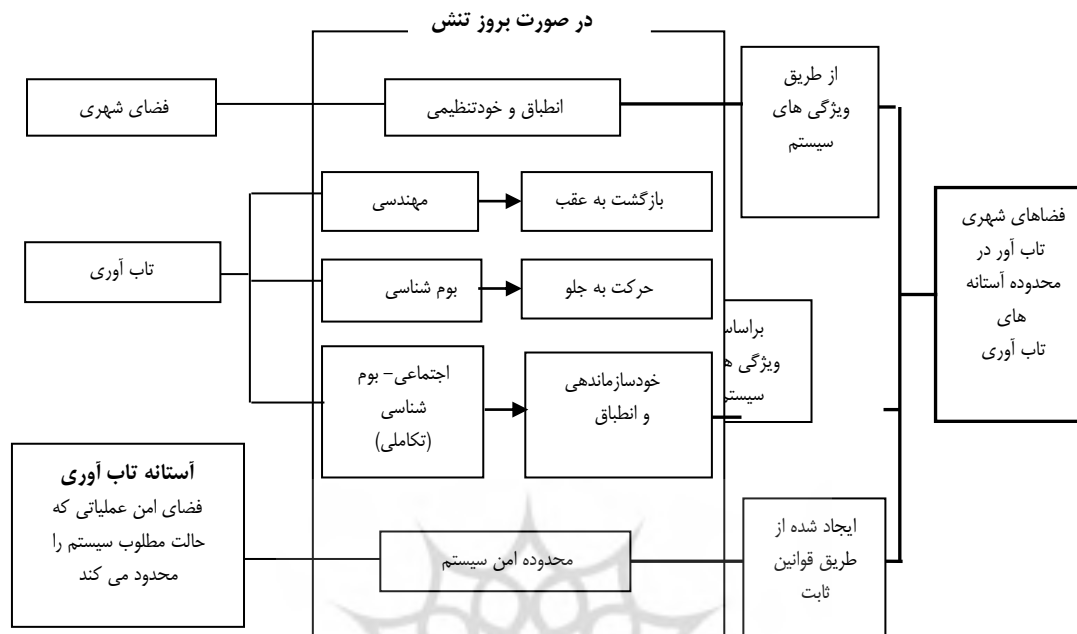 در صورت بروز تنش
از طریق
ویژگی های
سیستم
انطباق و خودتنظیمی
فضای شهری
فضاهای شهری
تاب آور در
محدوده آستانه
های
تاب آوری
مهندسی
بازگشت به عقب
تاب آوری
بوم شناسی
حرکت به جلو
براساس
ویژگی ه
سیستم
اجتماعی– بوم
شناسی
(تکاملی)
خودسازماندهی
و انطباق
آستانه تاب آوری
فضای امن عملیاتی که
حالت مطلوب سیستم را
محدود می کند
محدوده امن سیستم
ایجاد شده از
طریق قوانین
ثابت